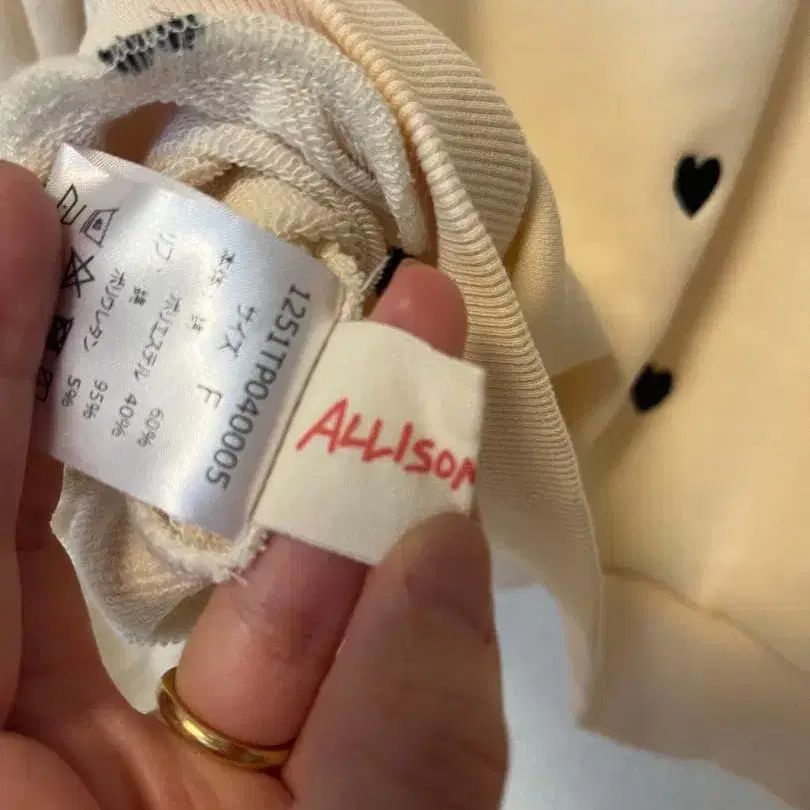 1251TP040005
サイズ F
本体 綿 60%
ポリエステル 40%
リブ 綿 95%
ポリウレタン 5%
ALLISON